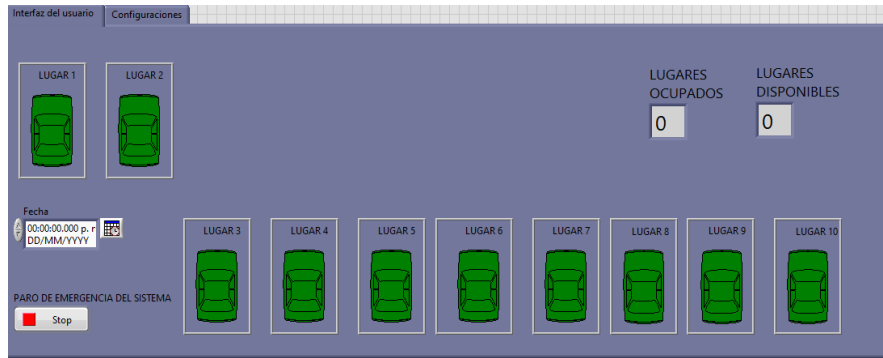 Interfaz del usuario
Configuraciones
LUGAR 1
LUGAR 2
LUGARES
OCUPADOS
0
LUGARES
DISPONIBLES
0
Fecha
00:00:00.000 p. r
DD/MM/YYYY
LUGAR 3
LUGAR 4
LUGAR 5
LUGAR 6
LUGAR 7
LUGAR 8
LUGAR 9
LUGAR 10
PARO DE EMERGENCIA DEL SISTEMA
Stop